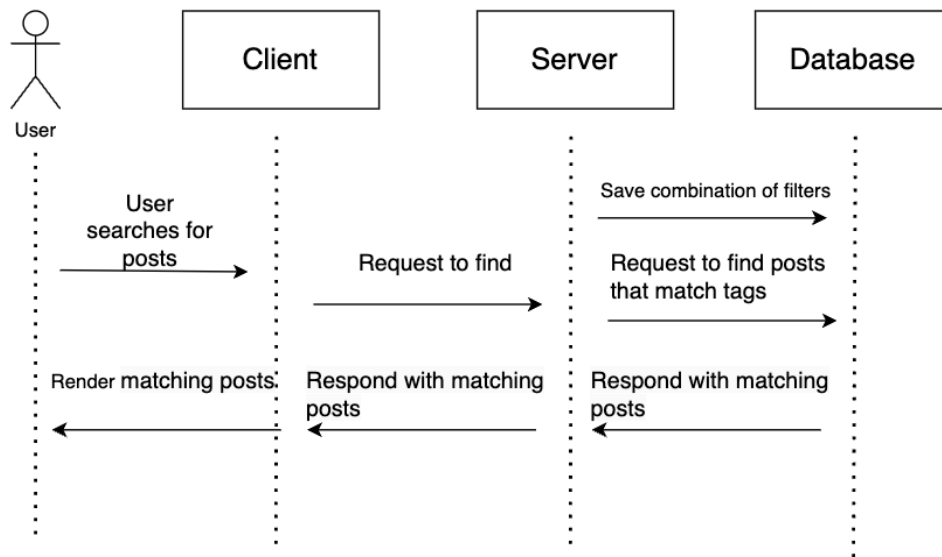 Client
Server
Database
User
Save combination of filters
User
searches for
posts
Request to find
Request to find posts
that match tags
Render matching posts
Respond with matching
posts
Respond with matching
posts